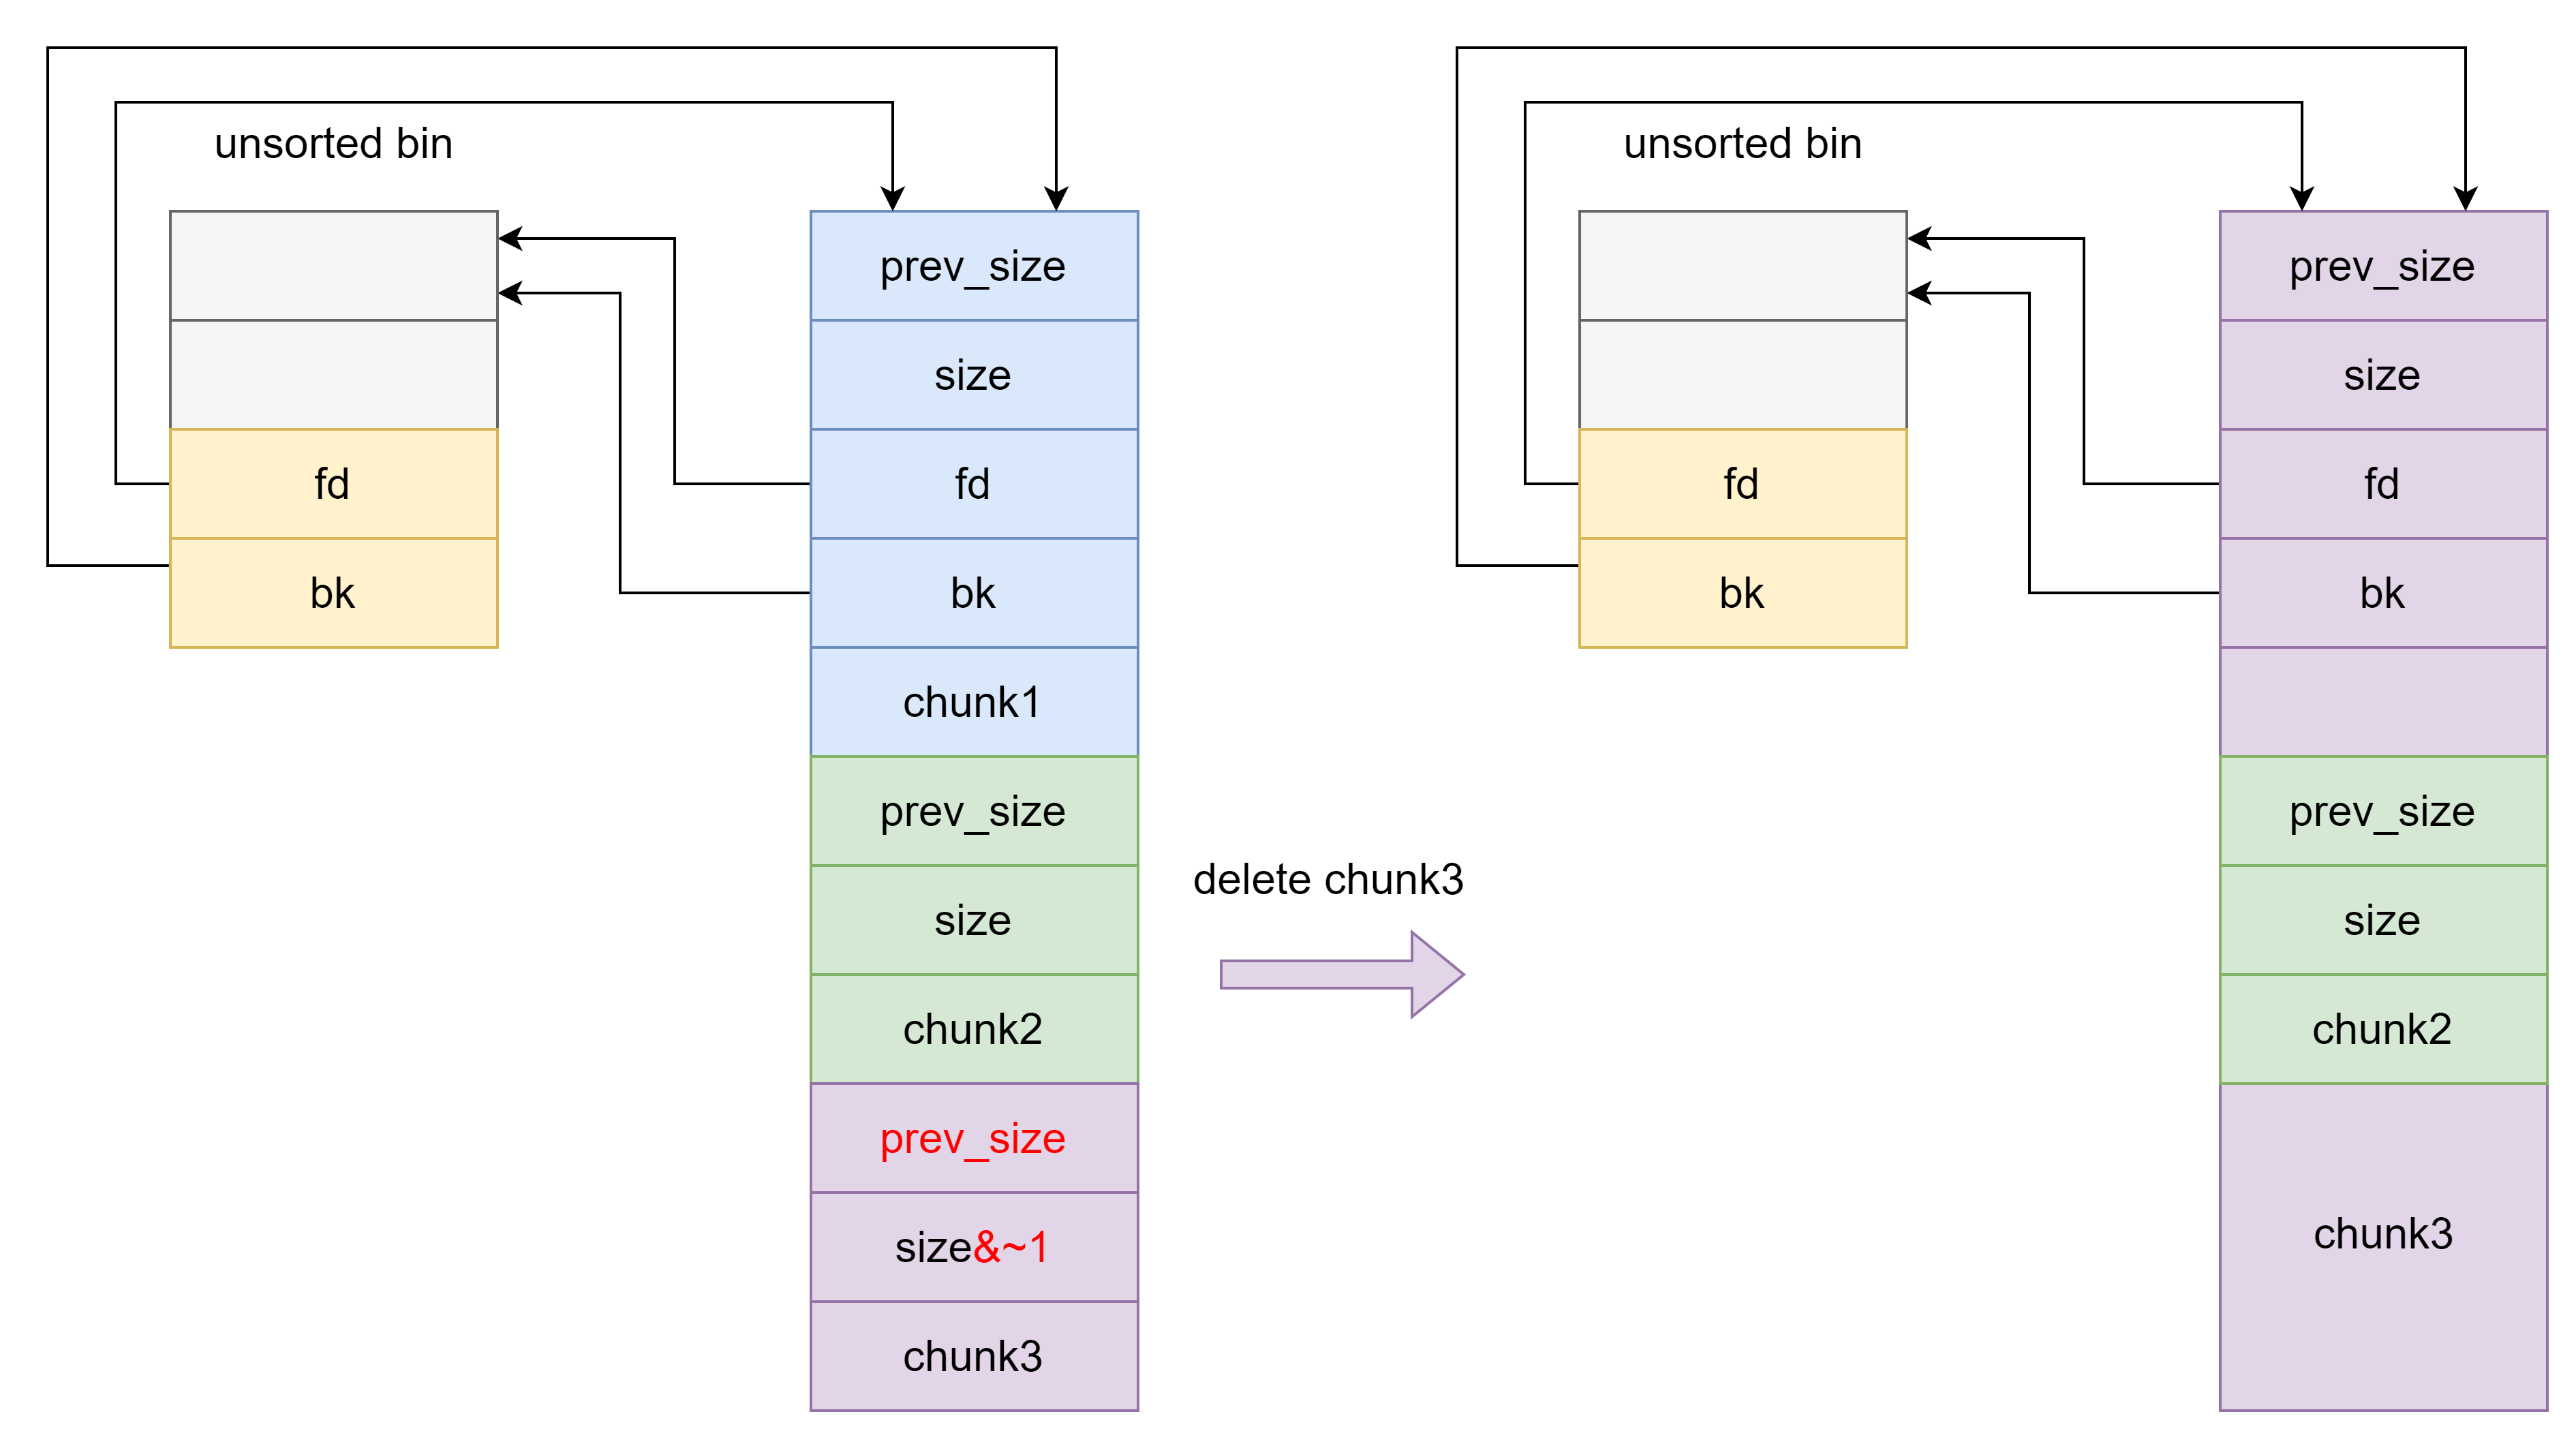 unsorted bin
fd
bk
prev_size
size
fd
bk
chunk1
prev_size
size
chunk2
prev_size
size&~1
chunk3
delete chunk3
unsorted bin
fd
bk
prev_size
size
fd
bk
prev_size
size
chunk2
chunk3